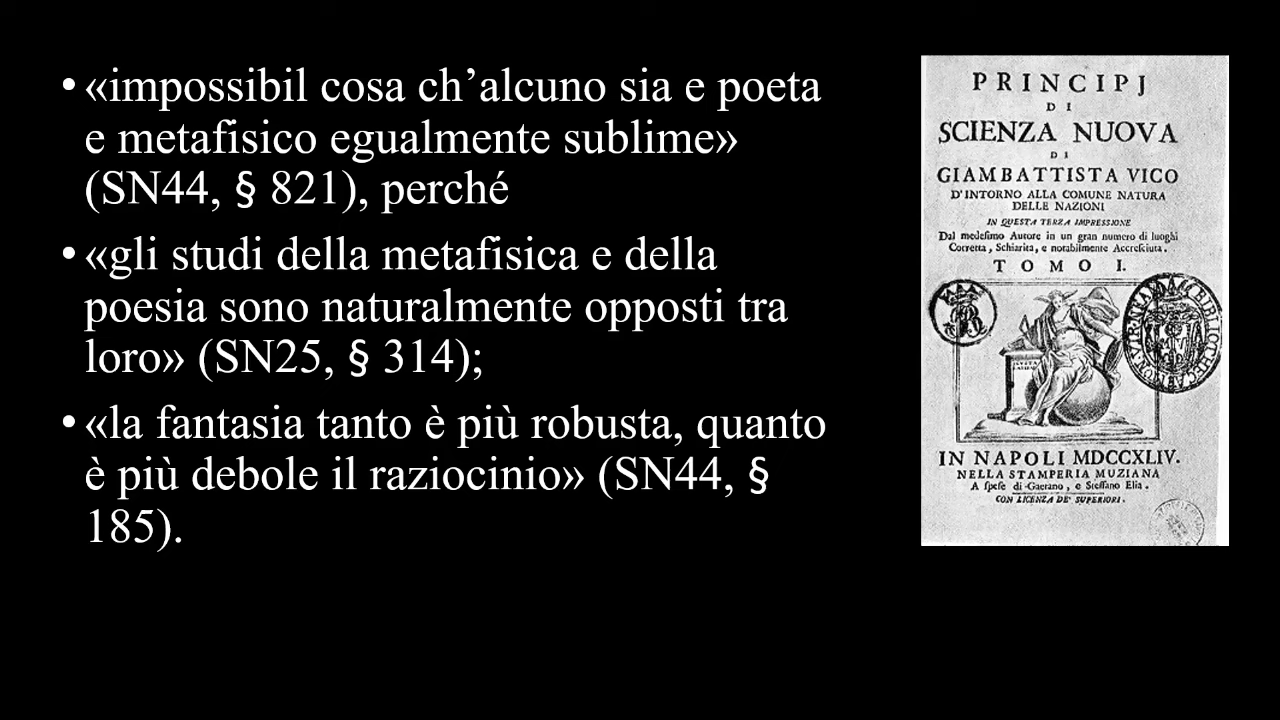 • «impossibil cosa ch’alcuno sia e poeta
e metafisico egualmente sublime»
(SN44, § 821), perché
• «gli studi della metafisica e della
poesia sono naturalmente opposti tra
loro» (SN25, § 314);
• «la fantasia tanto è più robusta, quanto
è più debole il raziocinio» (SN44, §
185).
PRINCIPJ
DI
SCIENZA NUOVA
DI
GIAMBATTISTA VICO
D'INTORNO ALLA COMUNE NATURA
DELLE NAZIONI
IN QUESTA TERZA IMPRESSIONE
Dal medesimo Autore in un gran numero di luoghi
Corretta, Schiarita, e notabilmente Accresciuta.
TOMO I.
IN NAPOLI MDCCXLIV.
NELLA STAMPERIA MUZIANA
A spese di Gaetano, e Steffano Elia.
CON LICENZA DE' SUPERIORI.